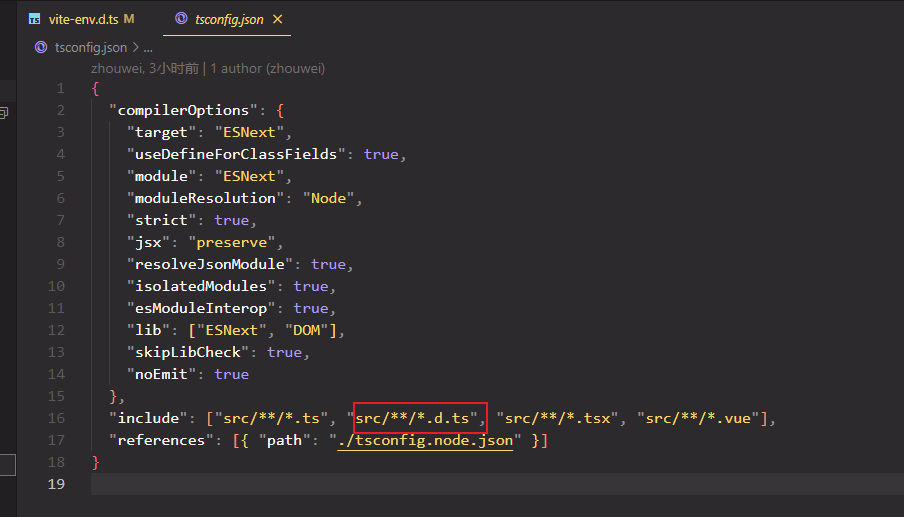 vite-env.d.ts M tsconfig.json
tsconfig.json > ...
zhouwei, 3小时前 | 1 author (zhouwei)
1 {
2 "compilerOptions": {
3 "target": "ESNext",
4 "useDefineForClassFields": true,
5 "module": "ESNext",
6 "moduleResolution": "Node",
7 "strict": true,
8 "jsx": "preserve",
9 "resolveJsonModule": true,
10 "isolatedModules": true,
11 "esModuleInterop": true,
12 "lib": ["ESNext", "DOM"],
13 "skipLibCheck": true,
14 "noEmit": true
15 },
16 "include": ["src/**/*.ts", "src/**/*.d.ts", "src/**/*.tsx", "src/**/*.vue"],
17 "references": [{ "path": "./tsconfig.node.json" }]
18 }
19